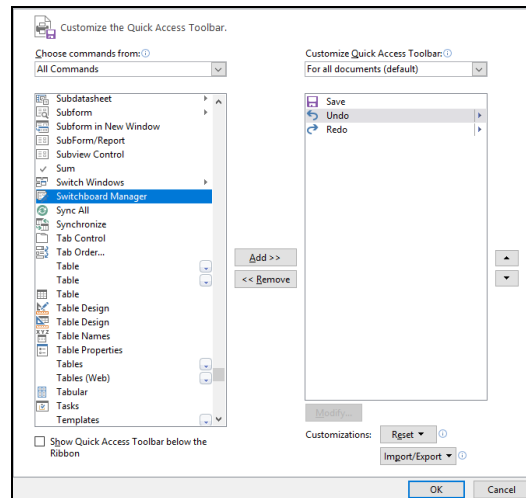 Customize the Quick Access Toolbar.
Choose commands from:
All Commands
Subdatasheet
Subform
Subform in New Window
SubForm/Report
Subview Control
Sum
Switch Windows
Switchboard Manager
Sync All
Synchronize
Tab Control
Tab Order...
Table
Table
Table
Table Design
Table Design
Table Names
Table Properties
Tables
Tables (Web)
Tabular
Tasks
Templates
Show Quick Access Toolbar below the
Ribbon
Add >>
<< Remove
Customize Quick Access Toolbar:
For all documents (default)
Save
Undo
Redo
Modify...
Customizations:
Reset
Import/Export
OK
Cancel